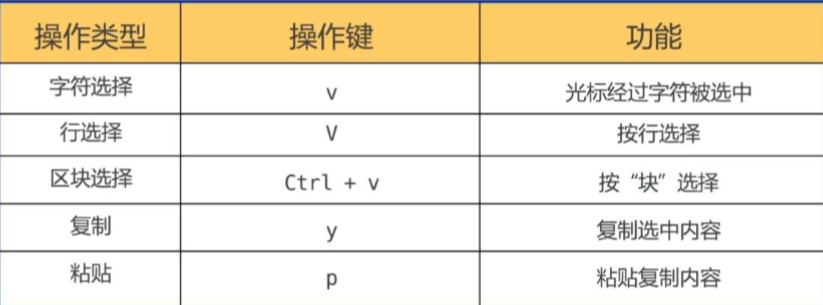 操作类型 操作键 功能
字符选择 v 光标经过字符被选中
行选择 V 按行选择
区块选择 Ctrl + v 按“块”选择
复制 y 复制选中内容
粘贴 p 粘贴复制内容